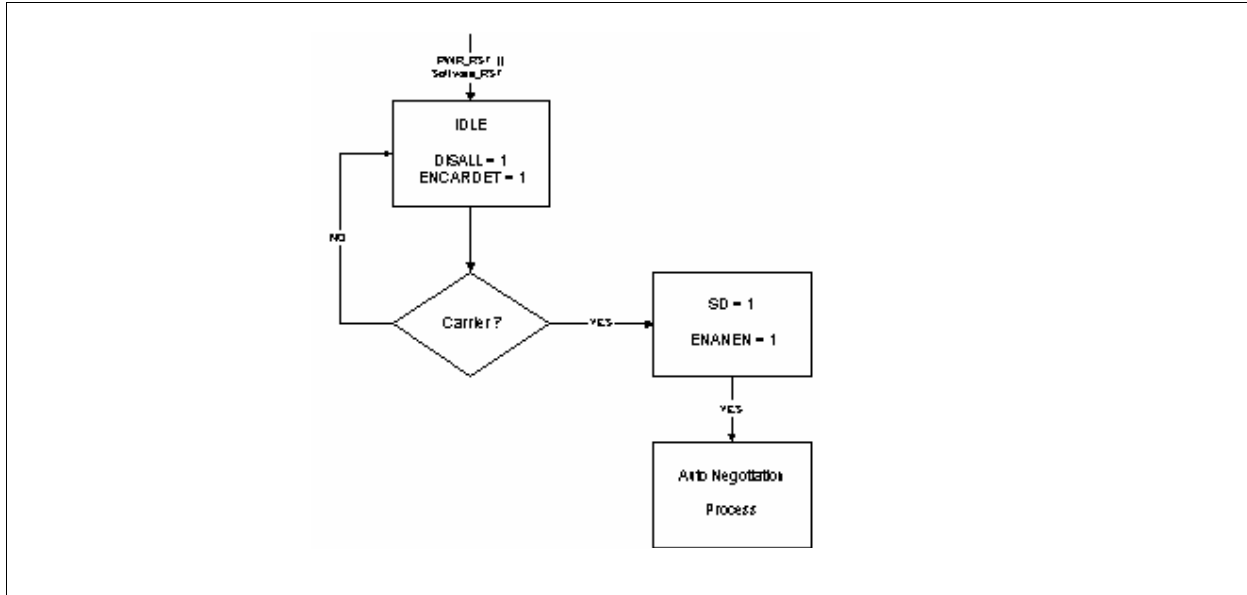 PWR_RST ||
Software_RST
IDLE
DISALL = 1
ENCARDET = 1
NO
Carrier ?
YES
SD = 1
ENANEN = 1
YES
Auto Negotiation
Process